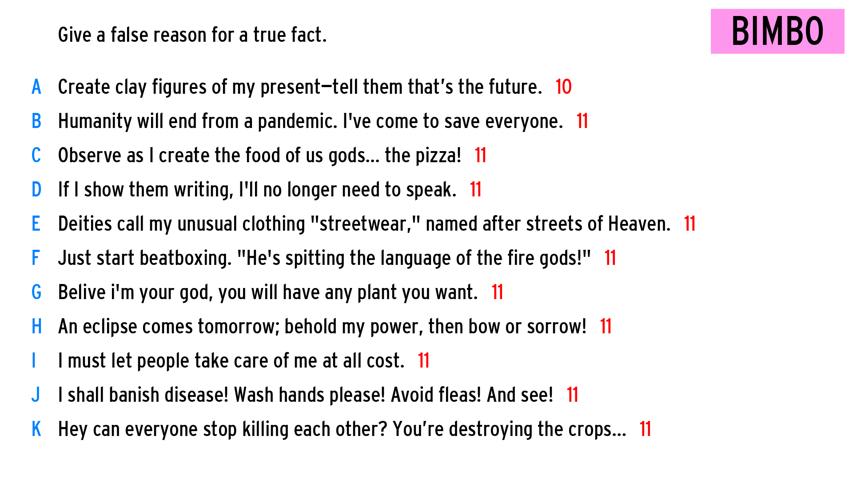 Give a false reason for a true fact.
BIMBO
A Create clay figures of my present—tell them that's the future. 10
B Humanity will end from a pandemic. I've come to save everyone. 11
C Observe as I create the food of us gods... the pizza! 11
D If I show them writing, I'll no longer need to speak. 11
E Deities call my unusual clothing "streetwear," named after streets of Heaven. 11
F Just start beatboxing. "He's spitting the language of the fire gods!" 11
G Belive i'm your god, you will have any plant you want. 11
H An eclipse comes tomorrow; behold my power, then bow or sorrow! 11
I I must let people take care of me at all cost. 11
J I shall banish disease! Wash hands please! Avoid fleas! And see! 11
K Hey can everyone stop killing each other? You're destroying the crops... 11